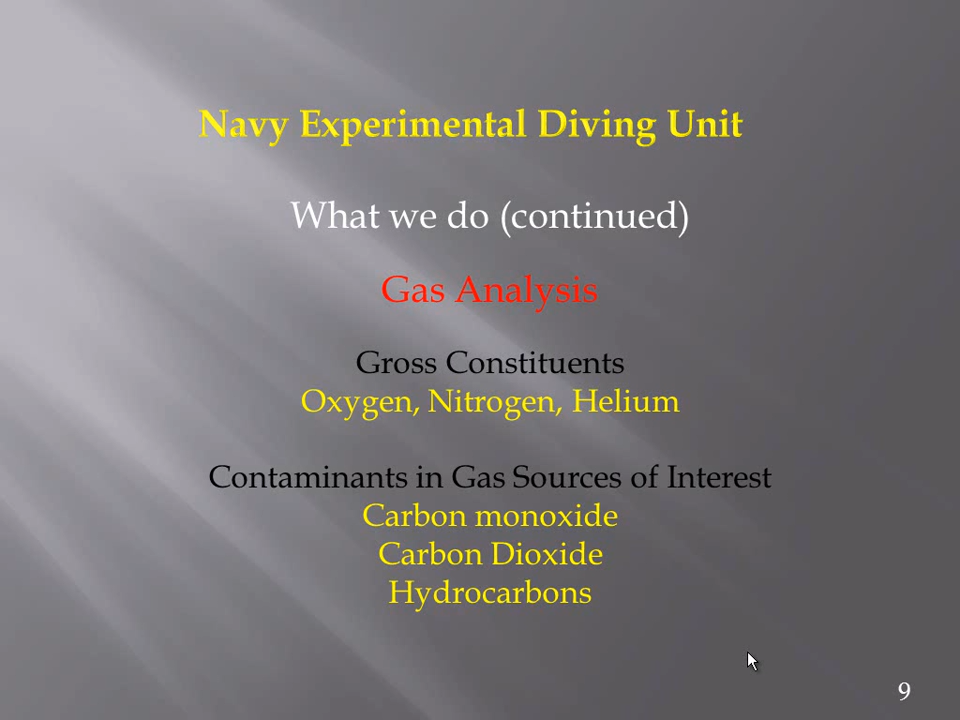 Navy Experimental Diving Unit
What we do (continued)
Gas Analysis
Gross Constituents
Oxygen, Nitrogen, Helium
Contaminants in Gas Sources of Interest
Carbon monoxide
Carbon Dioxide
Hydrocarbons
9